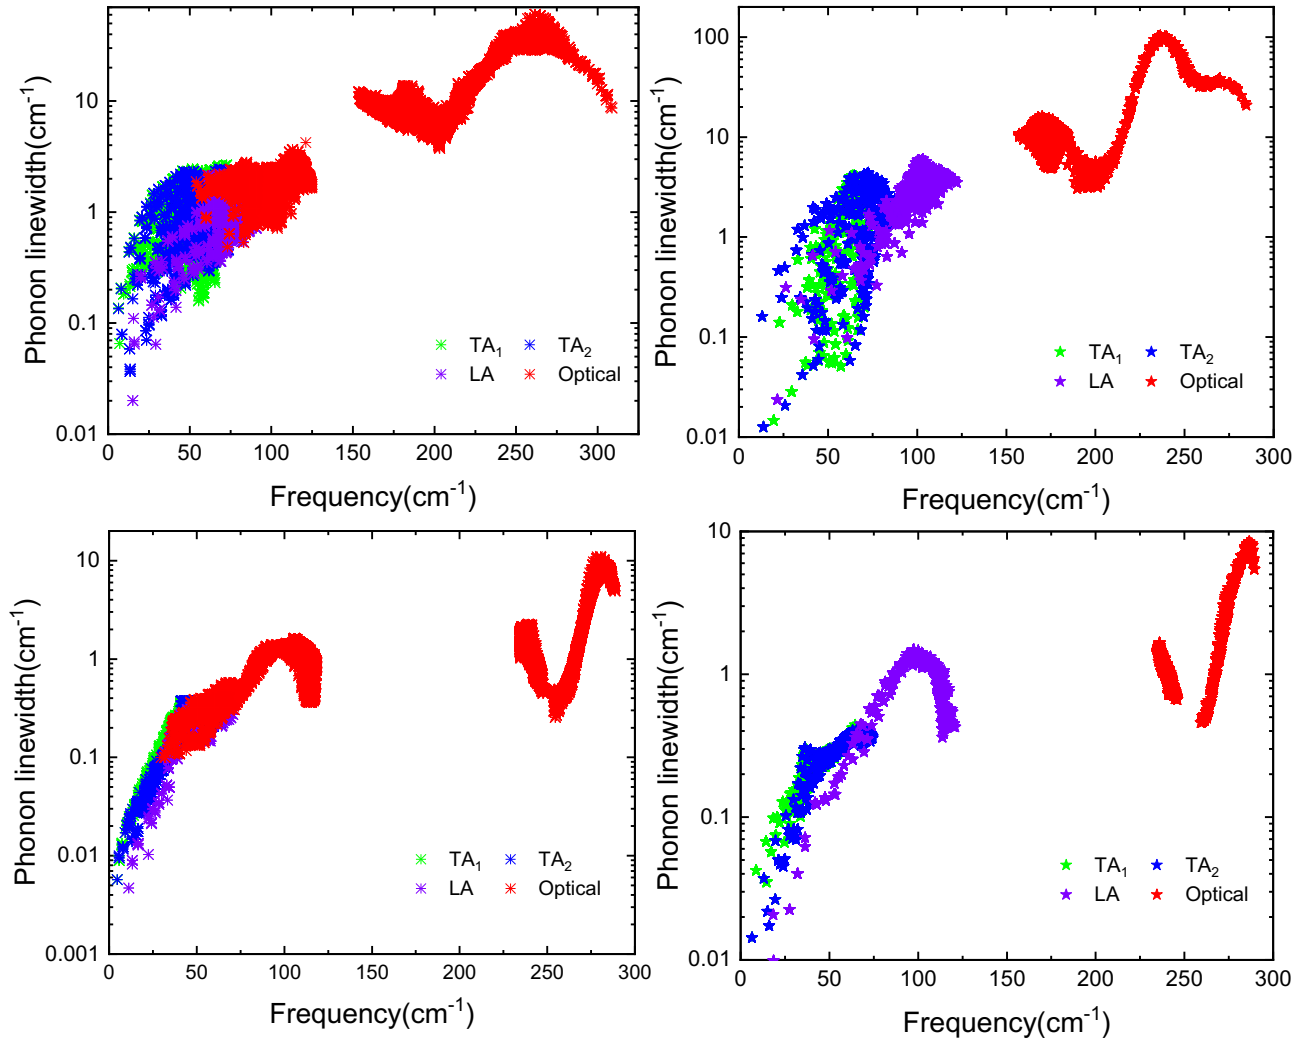 Phonon linewidth(cm⁻¹)
10
1
0.1
0.01
0 50 100 150 200 250 300
Frequency(cm⁻¹)
TA₁ TA₂
LA Optical
Phonon linewidth(cm⁻¹)
100
10
1
0.1
0.01
0 50 100 150 200 250 300
Frequency(cm⁻¹)
TA₁ TA₂
LA Optical
Phonon linewidth(cm⁻¹)
10
1
0.1
0.01
0.001
0 50 100 150 200 250 300
Frequency(cm⁻¹)
TA₁ TA₂
LA Optical
Phonon linewidth(cm⁻¹)
10
1
0.1
0.01
0 50 100 150 200 250 300
Frequency(cm⁻¹)
TA₁ TA₂
LA Optical